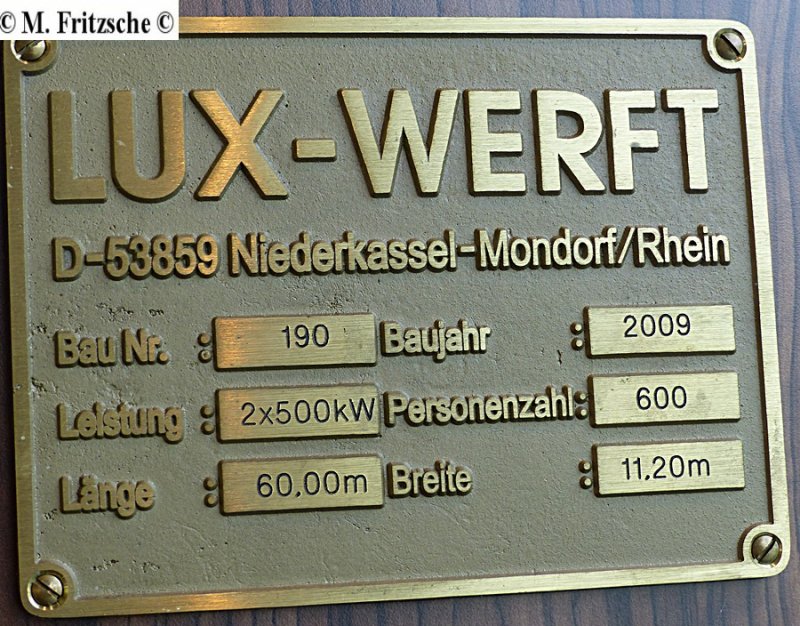 © M. Fritzsche ©
LUX-WERFT
D-53859 Niederkassel-Mondorf/Rhein
Bau Nr. : 190 Baujahr : 2009
Leistung : 2x500kW Personenzahl : 600
Länge : 60,00m Breite : 11,20m